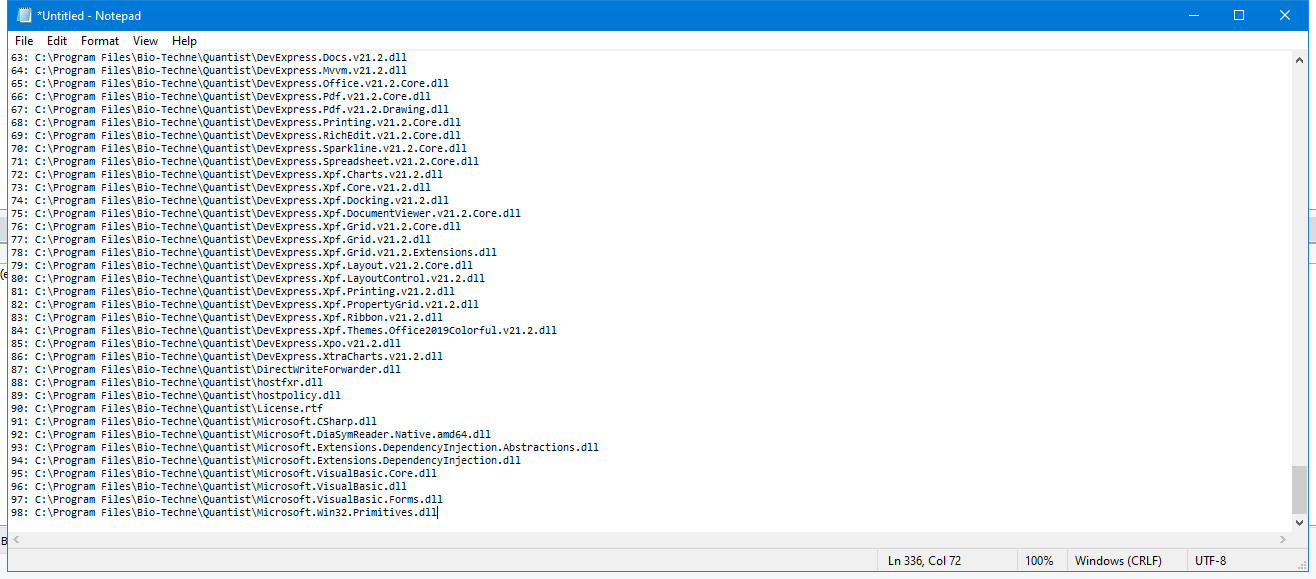 *Untitled - Notepad
File Edit Format View Help
63: C:\Program Files\Bio-Techne\Quantist\DevExpress.Docs.v21.2.dll
64: C:\Program Files\Bio-Techne\Quantist\DevExpress.Mvvm.v21.2.dll
65: C:\Program Files\Bio-Techne\Quantist\DevExpress.Office.v21.2.Core.dll
66: C:\Program Files\Bio-Techne\Quantist\DevExpress.Pdf.v21.2.Core.dll
67: C:\Program Files\Bio-Techne\Quantist\DevExpress.Pdf.v21.2.Drawing.dll
68: C:\Program Files\Bio-Techne\Quantist\DevExpress.Printing.v21.2.Core.dll
69: C:\Program Files\Bio-Techne\Quantist\DevExpress.RichEdit.v21.2.Core.dll
70: C:\Program Files\Bio-Techne\Quantist\DevExpress.Sparkline.v21.2.Core.dll
71: C:\Program Files\Bio-Techne\Quantist\DevExpress.Spreadsheet.v21.2.Core.dll
72: C:\Program Files\Bio-Techne\Quantist\DevExpress.Xpf.Charts.v21.2.dll
73: C:\Program Files\Bio-Techne\Quantist\DevExpress.Xpf.Core.v21.2.dll
74: C:\Program Files\Bio-Techne\Quantist\DevExpress.Xpf.Docking.v21.2.dll
75: C:\Program Files\Bio-Techne\Quantist\DevExpress.Xpf.DocumentViewer.v21.2.Core.dll
76: C:\Program Files\Bio-Techne\Quantist\DevExpress.Xpf.Grid.v21.2.Core.dll
77: C:\Program Files\Bio-Techne\Quantist\DevExpress.Xpf.Grid.v21.2.dll
78: C:\Program Files\Bio-Techne\Quantist\DevExpress.Xpf.Grid.v21.2.Extensions.dll
79: C:\Program Files\Bio-Techne\Quantist\DevExpress.Xpf.Layout.v21.2.Core.dll
80: C:\Program Files\Bio-Techne\Quantist\DevExpress.Xpf.LayoutControl.v21.2.dll
81: C:\Program Files\Bio-Techne\Quantist\DevExpress.Xpf.Printing.v21.2.dll
82: C:\Program Files\Bio-Techne\Quantist\DevExpress.Xpf.PropertyGrid.v21.2.dll
83: C:\Program Files\Bio-Techne\Quantist\DevExpress.Xpf.Ribbon.v21.2.dll
84: C:\Program Files\Bio-Techne\Quantist\DevExpress.Xpf.Themes.Office2019Colorful.v21.2.dll
85: C:\Program Files\Bio-Techne\Quantist\DevExpress.Xpo.v21.2.dll
86: C:\Program Files\Bio-Techne\Quantist\DevExpress.XtraCharts.v21.2.dll
87: C:\Program Files\Bio-Techne\Quantist\DirectWriteForwarder.dll
88: C:\Program Files\Bio-Techne\Quantist\hostfxr.dll
89: C:\Program Files\Bio-Techne\Quantist\hostpolicy.dll
90: C:\Program Files\Bio-Techne\Quantist\License.rtf
91: C:\Program Files\Bio-Techne\Quantist\Microsoft.CSharp.dll
92: C:\Program Files\Bio-Techne\Quantist\Microsoft.DiaSymReader.Native.amd64.dll
93: C:\Program Files\Bio-Techne\Quantist\Microsoft.Extensions.DependencyInjection.Abstractions.dll
94: C:\Program Files\Bio-Techne\Quantist\Microsoft.Extensions.DependencyInjection.dll
95: C:\Program Files\Bio-Techne\Quantist\Microsoft.VisualBasic.Core.dll
96: C:\Program Files\Bio-Techne\Quantist\Microsoft.VisualBasic.dll
97: C:\Program Files\Bio-Techne\Quantist\Microsoft.VisualBasic.Forms.dll
98: C:\Program Files\Bio-Techne\Quantist\Microsoft.Win32.Primitives.dll
Ln 336, Col 72 100% Windows (CRLF) UTF-8